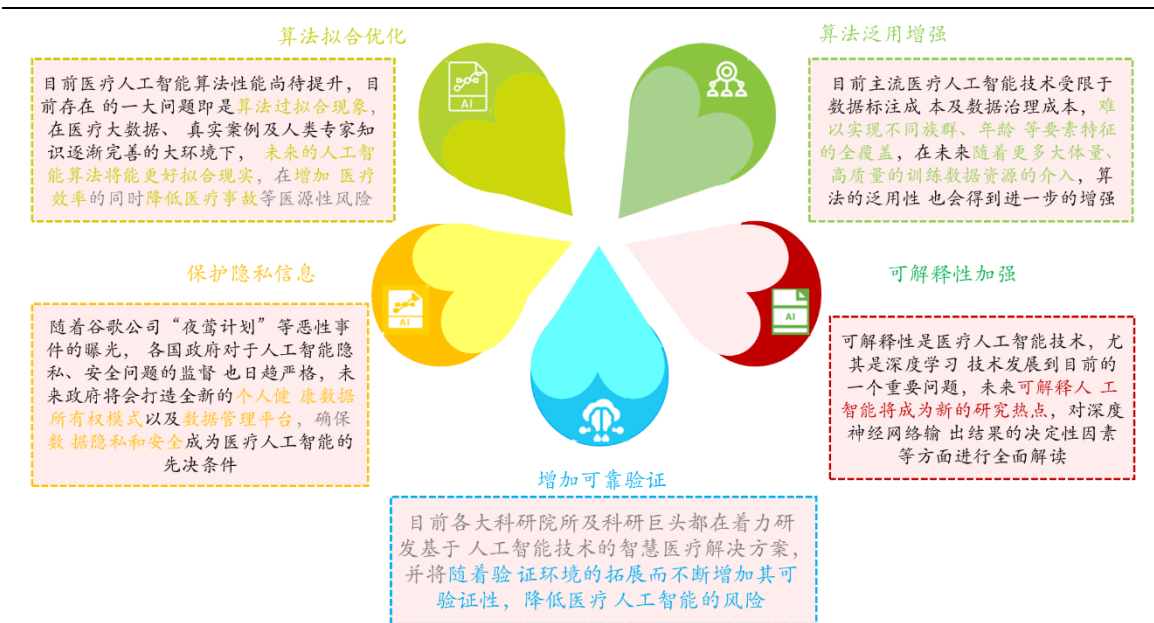 算法拟合优化
目前医疗人工智能算法性能尚待提升，目
前存在 的一大问题即是算法过拟合现象，
在医疗大数据、 真实案例及人类专家知
识逐渐完善的大环境下， 未来的人工智
能算法将能更好拟合现实，在增加 医疗
效率的同时降低医疗事故等医源性风险
AI
算法泛用增强
目前主流医疗人工智能技术受限于
数据标注成 本及数据治理成本，难
以实现不同族群、年龄 等要素特征
的全覆盖，在未来随着更多大体量、
高质量的训练数据资源的介入，算
法的泛用性 也会得到进一步的增强
保护隐私信息
随着谷歌公司“夜莺计划”等恶性事
件的曝光， 各国政府对于人工智能隐
私、安全问题的监督 也日趋严格，未
来政府将会打造全新的个人健 康数据
所有权模式以及数据管理平台，确保
数 据隐私和安全成为医疗人工智能的
先决条件
AI
可解释性加强
可解释性是医疗人工智能技术，尤
其是深度学习 技术发展到目前的
一个重要问题，未来可解释人 工
智能将成为新的研究热点，对深度
神经网络输 出结果的决定性因素
等方面进行全面解读
AI
增加可靠验证
目前各大科研院所及科研巨头都在着力研
发基于 人工智能技术的智慧医疗解决方案，
并将随着验 证环境的拓展而不断增加其可
验证性，降低医疗 人工智能的风险